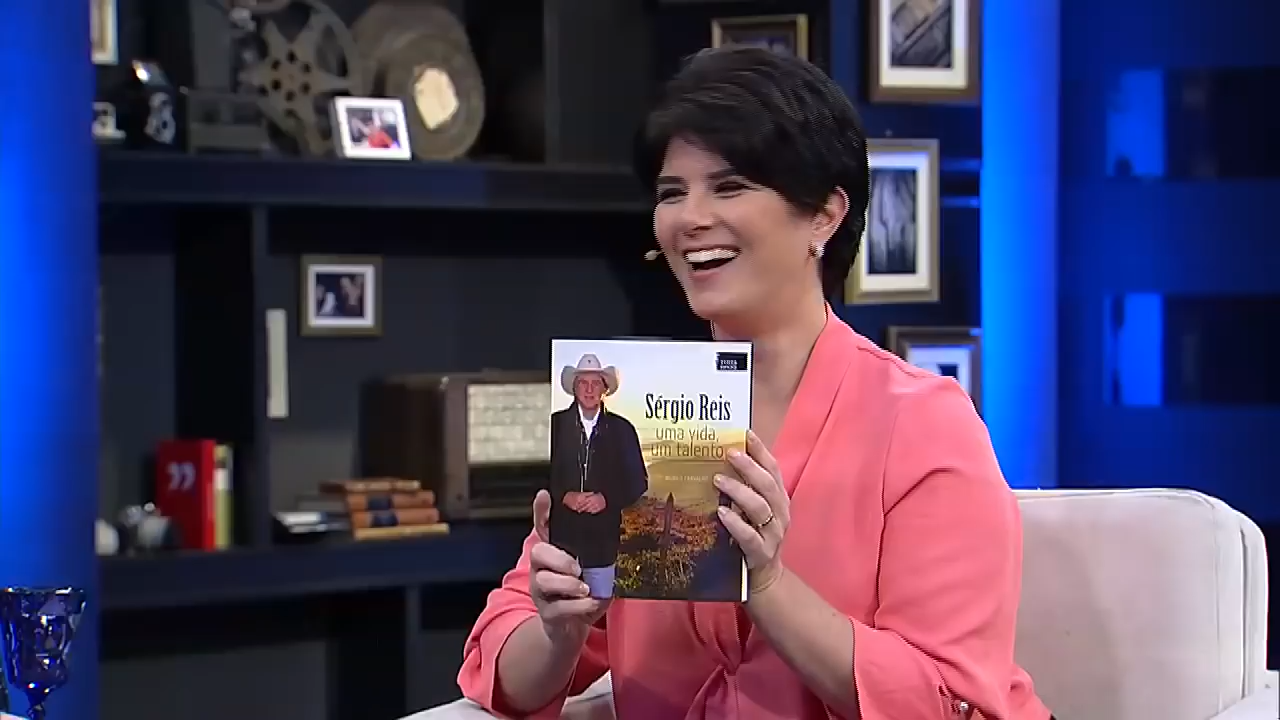 Sérgio Reis
uma vida,
um talento
”